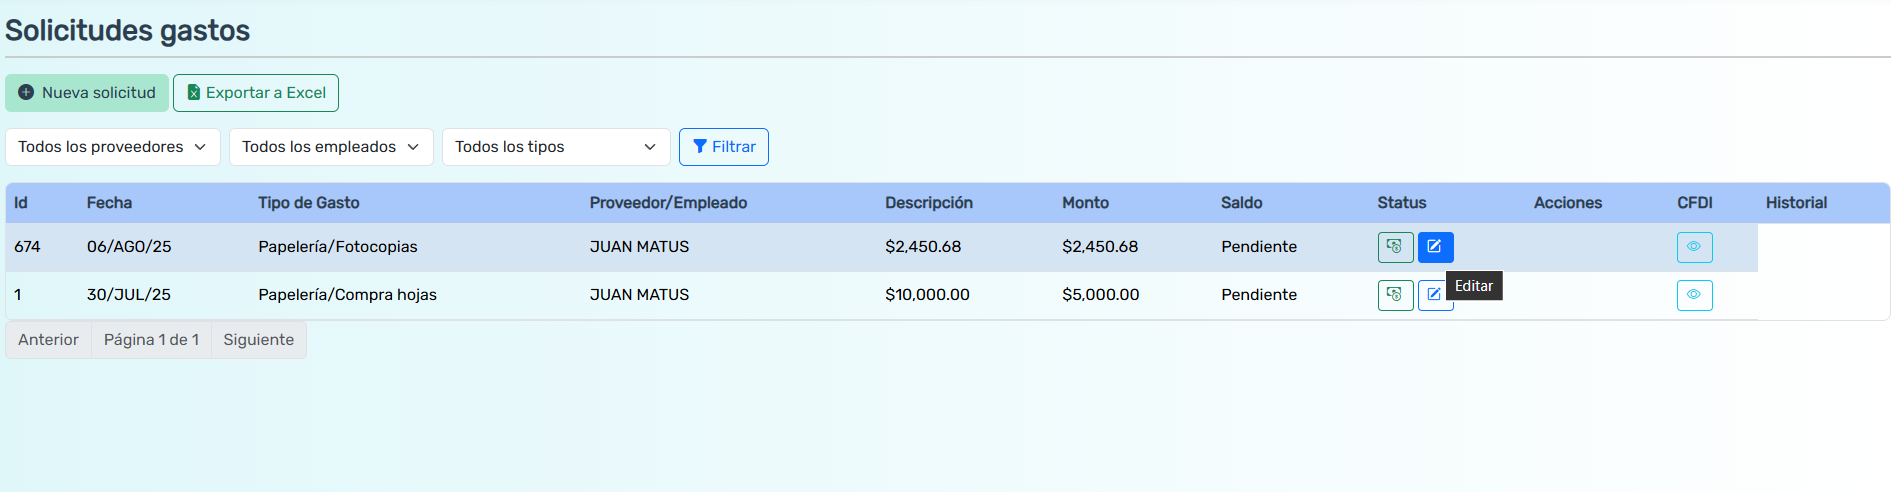 Solicitudes gastos
Nueva solicitud Exportar a Excel
Todos los proveedores Todos los empleados Todos los tipos Filtrar
Id Fecha Tipo de Gasto Proveedor/Empleado Descripción Monto Saldo Status Acciones CFDI Historial
674 06/AGO/25 Papelería/Fotocopias JUAN MATUS $2,450.68 $2,450.68 Pendiente
Editar
1 30/JUL/25 Papelería/Compra hojas JUAN MATUS $10,000.00 $5,000.00 Pendiente
Anterior Página 1 de 1 Siguiente